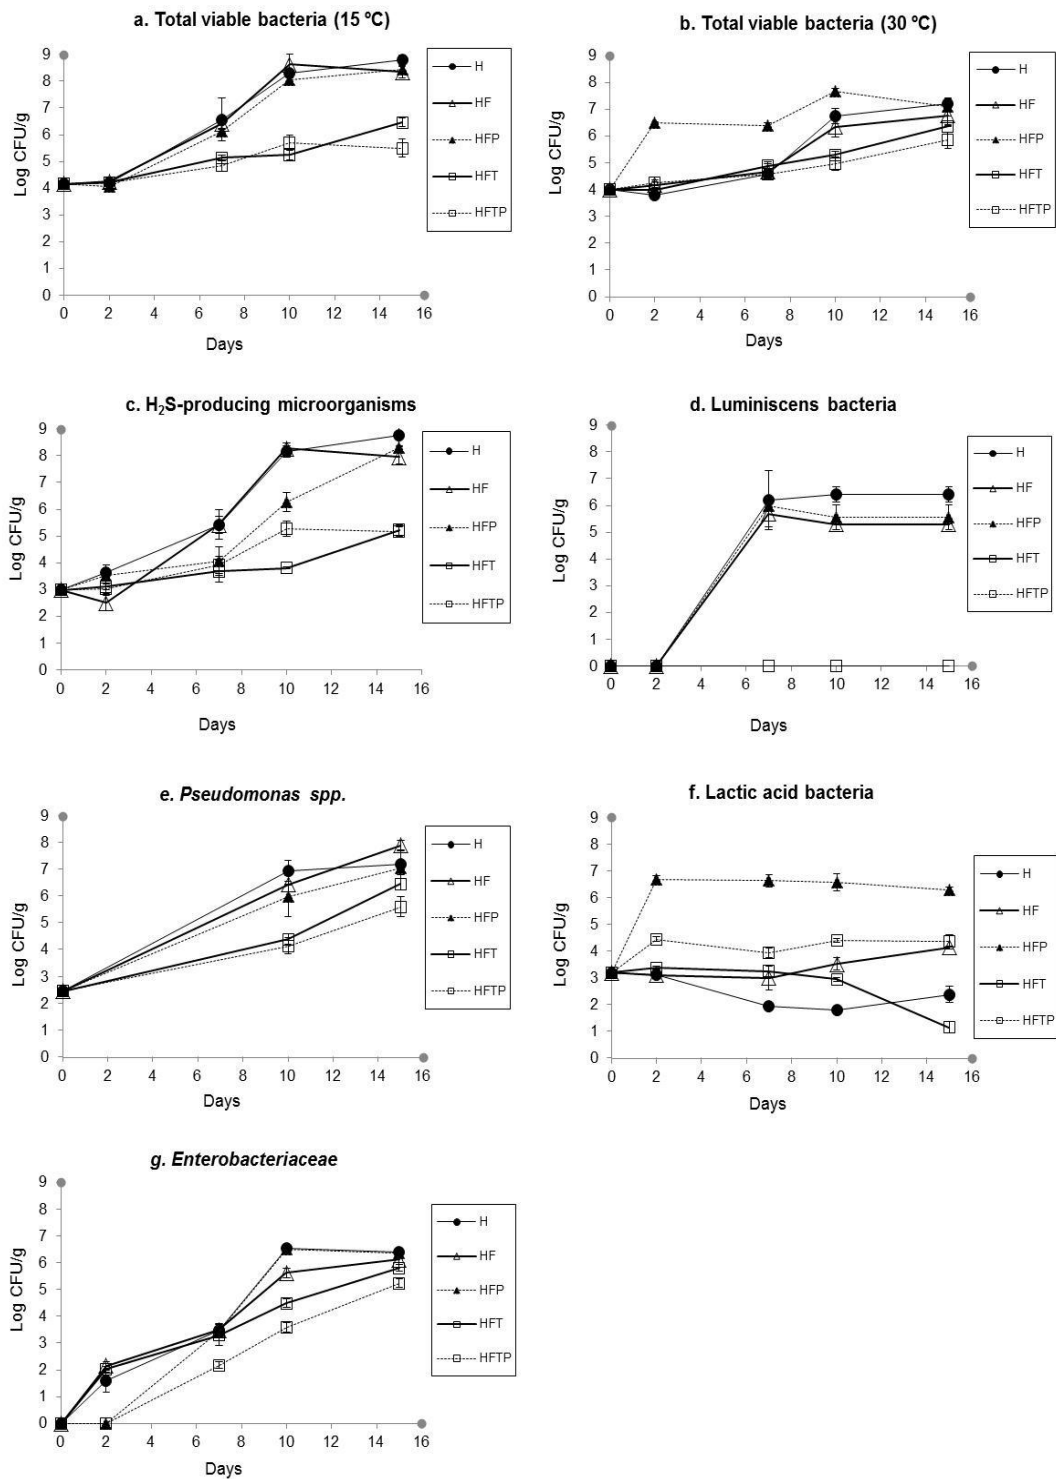 a. Total viable bacteria (15 ºC)
9
8
7
6
5
4
3
2
1
0
Log CFU/g
0 2 4 6 8 10 12 14 16
Days
H
HF
HFP
HFT
HFTP
b. Total viable bacteria (30 ºC)
9
8
7
6
5
4
3
2
1
0
Log CFU/g
0 2 4 6 8 10 12 14 16
Days
H
HF
HFP
HFT
HFTP
c. H₂S-producing microorganisms
9
8
7
6
5
4
3
2
1
0
Log CFU/g
0 2 4 6 8 10 12 14 16
Days
H
HF
HFP
HFT
HFTP
d. Luminiscens bacteria
9
8
7
6
5
4
3
2
1
0
Log CFU/g
0 2 4 6 8 10 12 14 16
Days
H
HF
HFP
HFT
HFTP
e. Pseudomonas spp.
9
8
7
6
5
4
3
2
1
0
Log CFU/g
0 2 4 6 8 10 12 14 16
Days
H
HF
HFP
HFT
HFTP
f. Lactic acid bacteria
9
8
7
6
5
4
3
2
1
0
Log CFU/g
0 2 4 6 8 10 12 14 16
Days
H
HF
HFP
HFT
HFTP
g. Enterobacteriaceae
9
8
7
6
5
4
3
2
1
0
Log CFU/g
0 2 4 6 8 10 12 14 16
Days
H
HF
HFP
HFT
HFTP